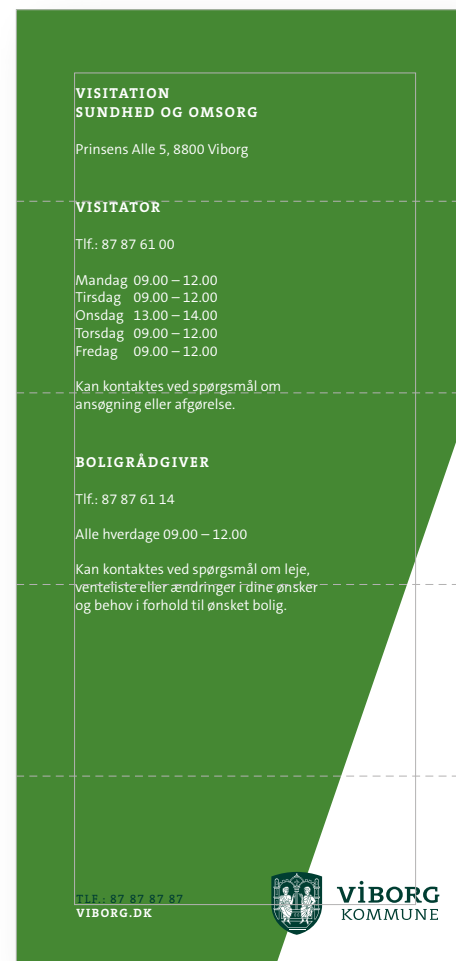 VISITATION
SUNDHED OG OMSORG
Prinsens Alle 5, 8800 Viborg
VISITATOR
Tlf.: 87 87 61 00
Mandag 09.00 – 12.00
Tirsdag 09.00 – 12.00
Onsdag 13.00 – 14.00
Torsdag 09.00 – 12.00
Fredag 09.00 – 12.00
Kan kontaktes ved spørgsmål om
ansøgning eller afgørelse.
BOLIGRÅDGIVER
Tlf.: 87 87 61 14
Alle hverdage 09.00 – 12.00
Kan kontaktes ved spørgsmål om leje,
venteliste eller ændringer i dine ønsker
og behov i forhold til ønsket bolig.
TLF.: 87 87 87 87
VIBORG.DK
VIBORG
KOMMUNE